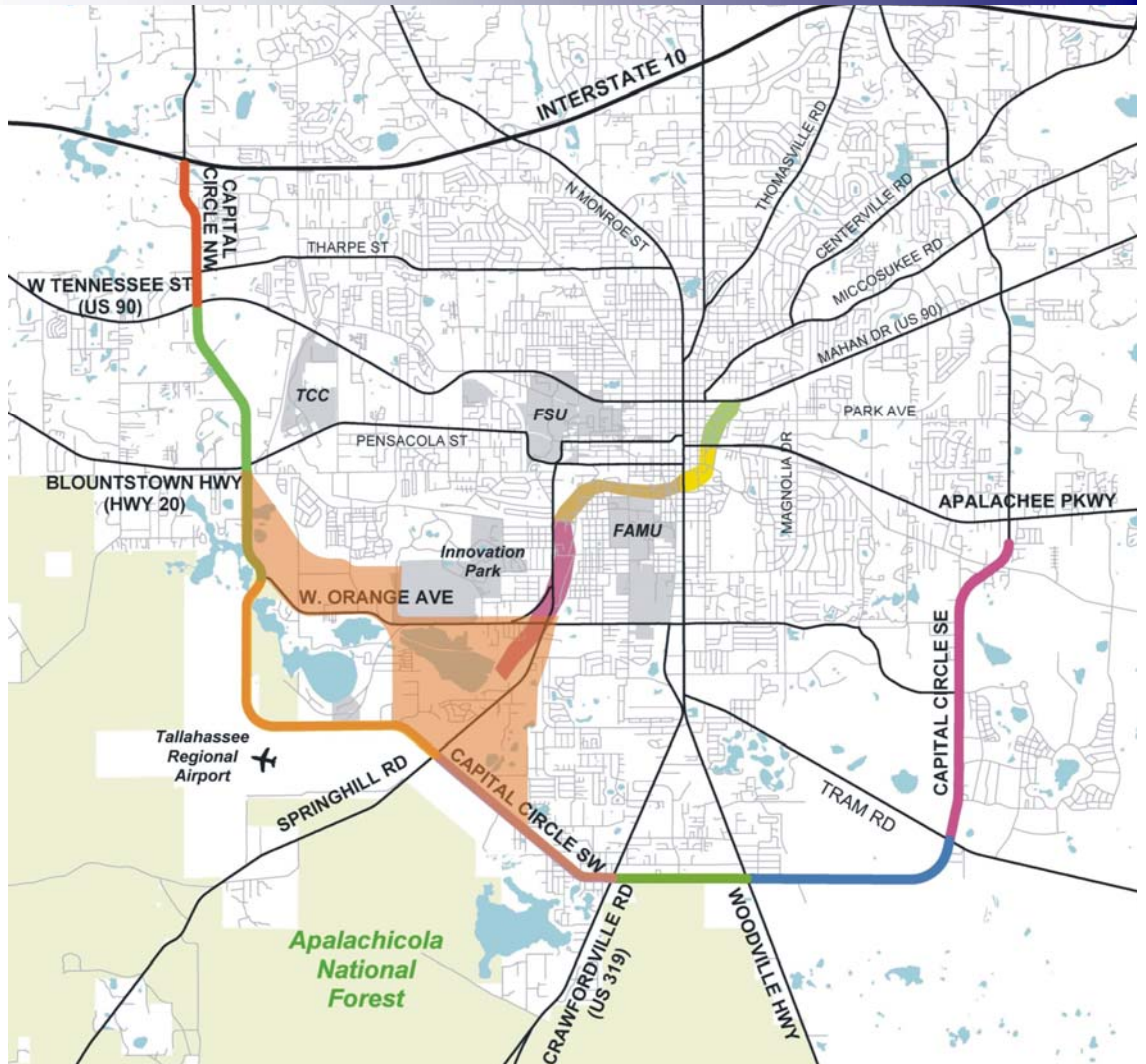 INTERSTATE 10
CAPITAL
CIRCLE NW
N MONROE ST
THOMASVILLE RD
CENTERVILLE RD
MICCOSUKEE RD
THARPE ST
W TENNESSEE ST
(US 90)
MAHAN DR (US 90)
TCC
FSU
PARK AVE
PENSACOLA ST
MAGNOLIA DR
BLOUNTSTOWN HWY
(HWY 20)
APALACHEE PKWY
Innovation
Park
FAMU
W. ORANGE AVE
CAPITAL CIRCLE SE
Tallahassee
Regional
Airport
SPRINGHILL RD
CAPITAL CIRCLE SW
TRAM RD
Apalachicola
National
Forest
CRAWFORDVILLE RD
(US 319)
WOODVILLE HWY